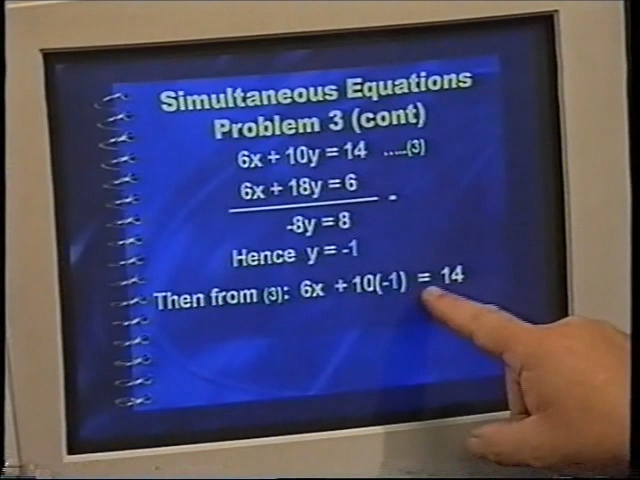 Simultaneous Equations
Problem 3 (cont)
6x + 10y = 14 .....(3)
6x + 18y = 6
-
-8y = 8
Hence y = -1
Then from (3): 6x + 10(-1) = 14